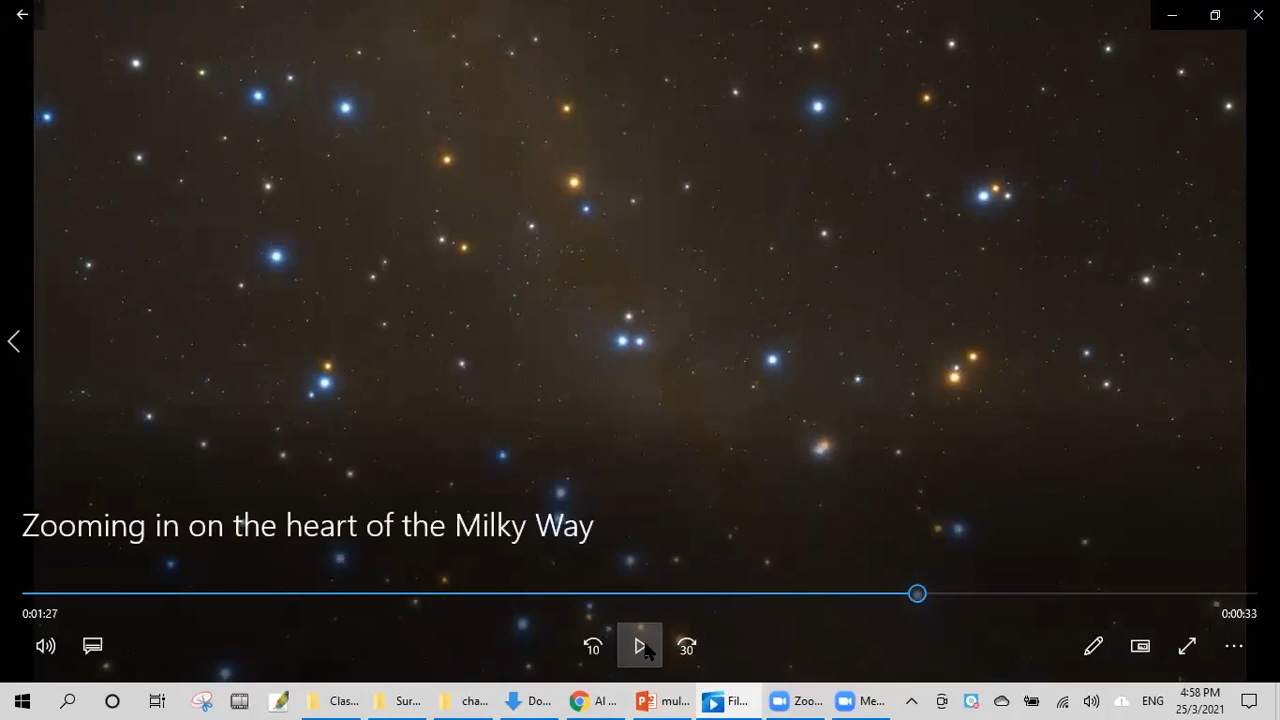 Zooming in on the heart of the Milky Way
0:01:27
0:00:33
10
30
Clas...
Sur...
cha...
Do...
AI ...
mul...
Fil...
Zoo...
Me...
ENG
4:58 PM
25/3/2021